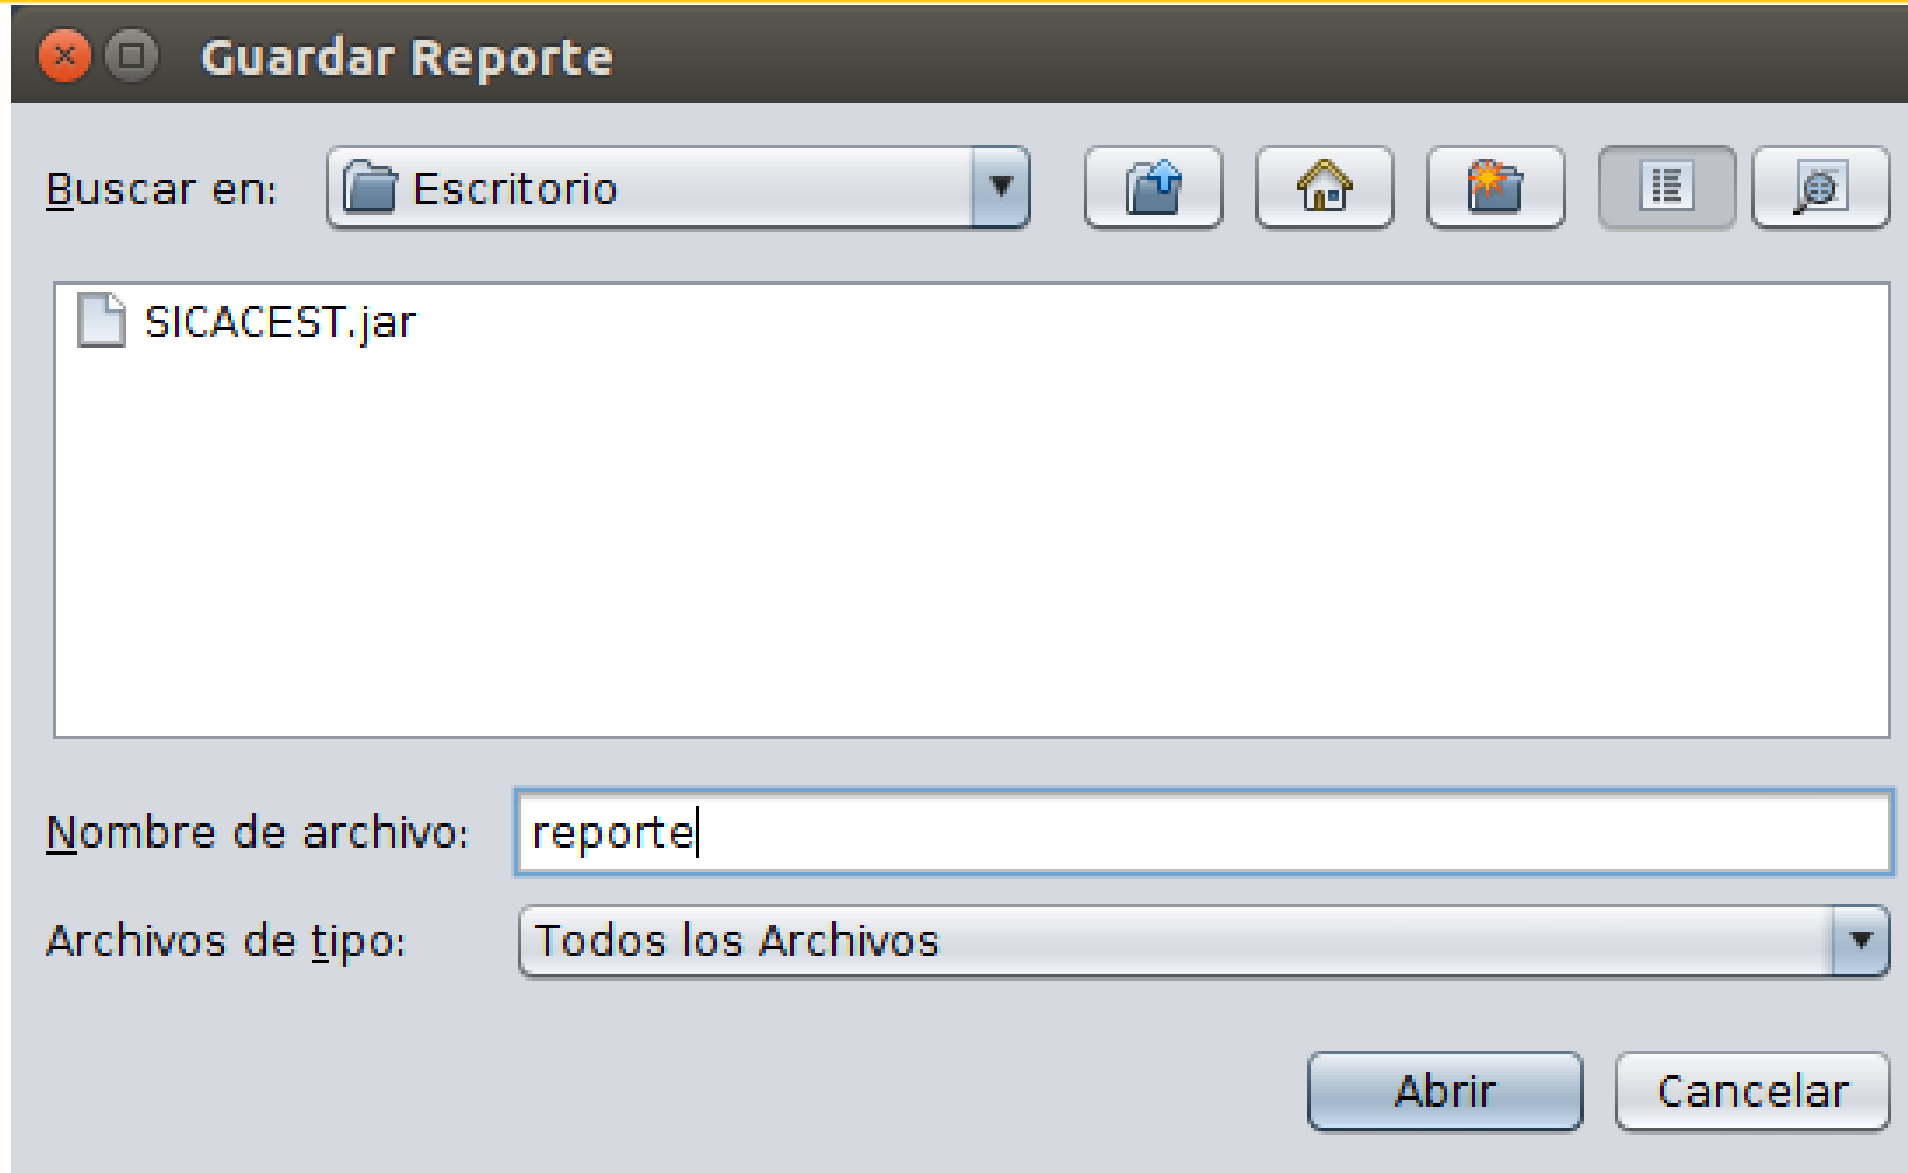 Guardar Reporte
Buscar en: Escritorio
SICACEST.jar
Nombre de archivo: reporte
Archivos de tipo: Todos los Archivos
Abrir Cancelar